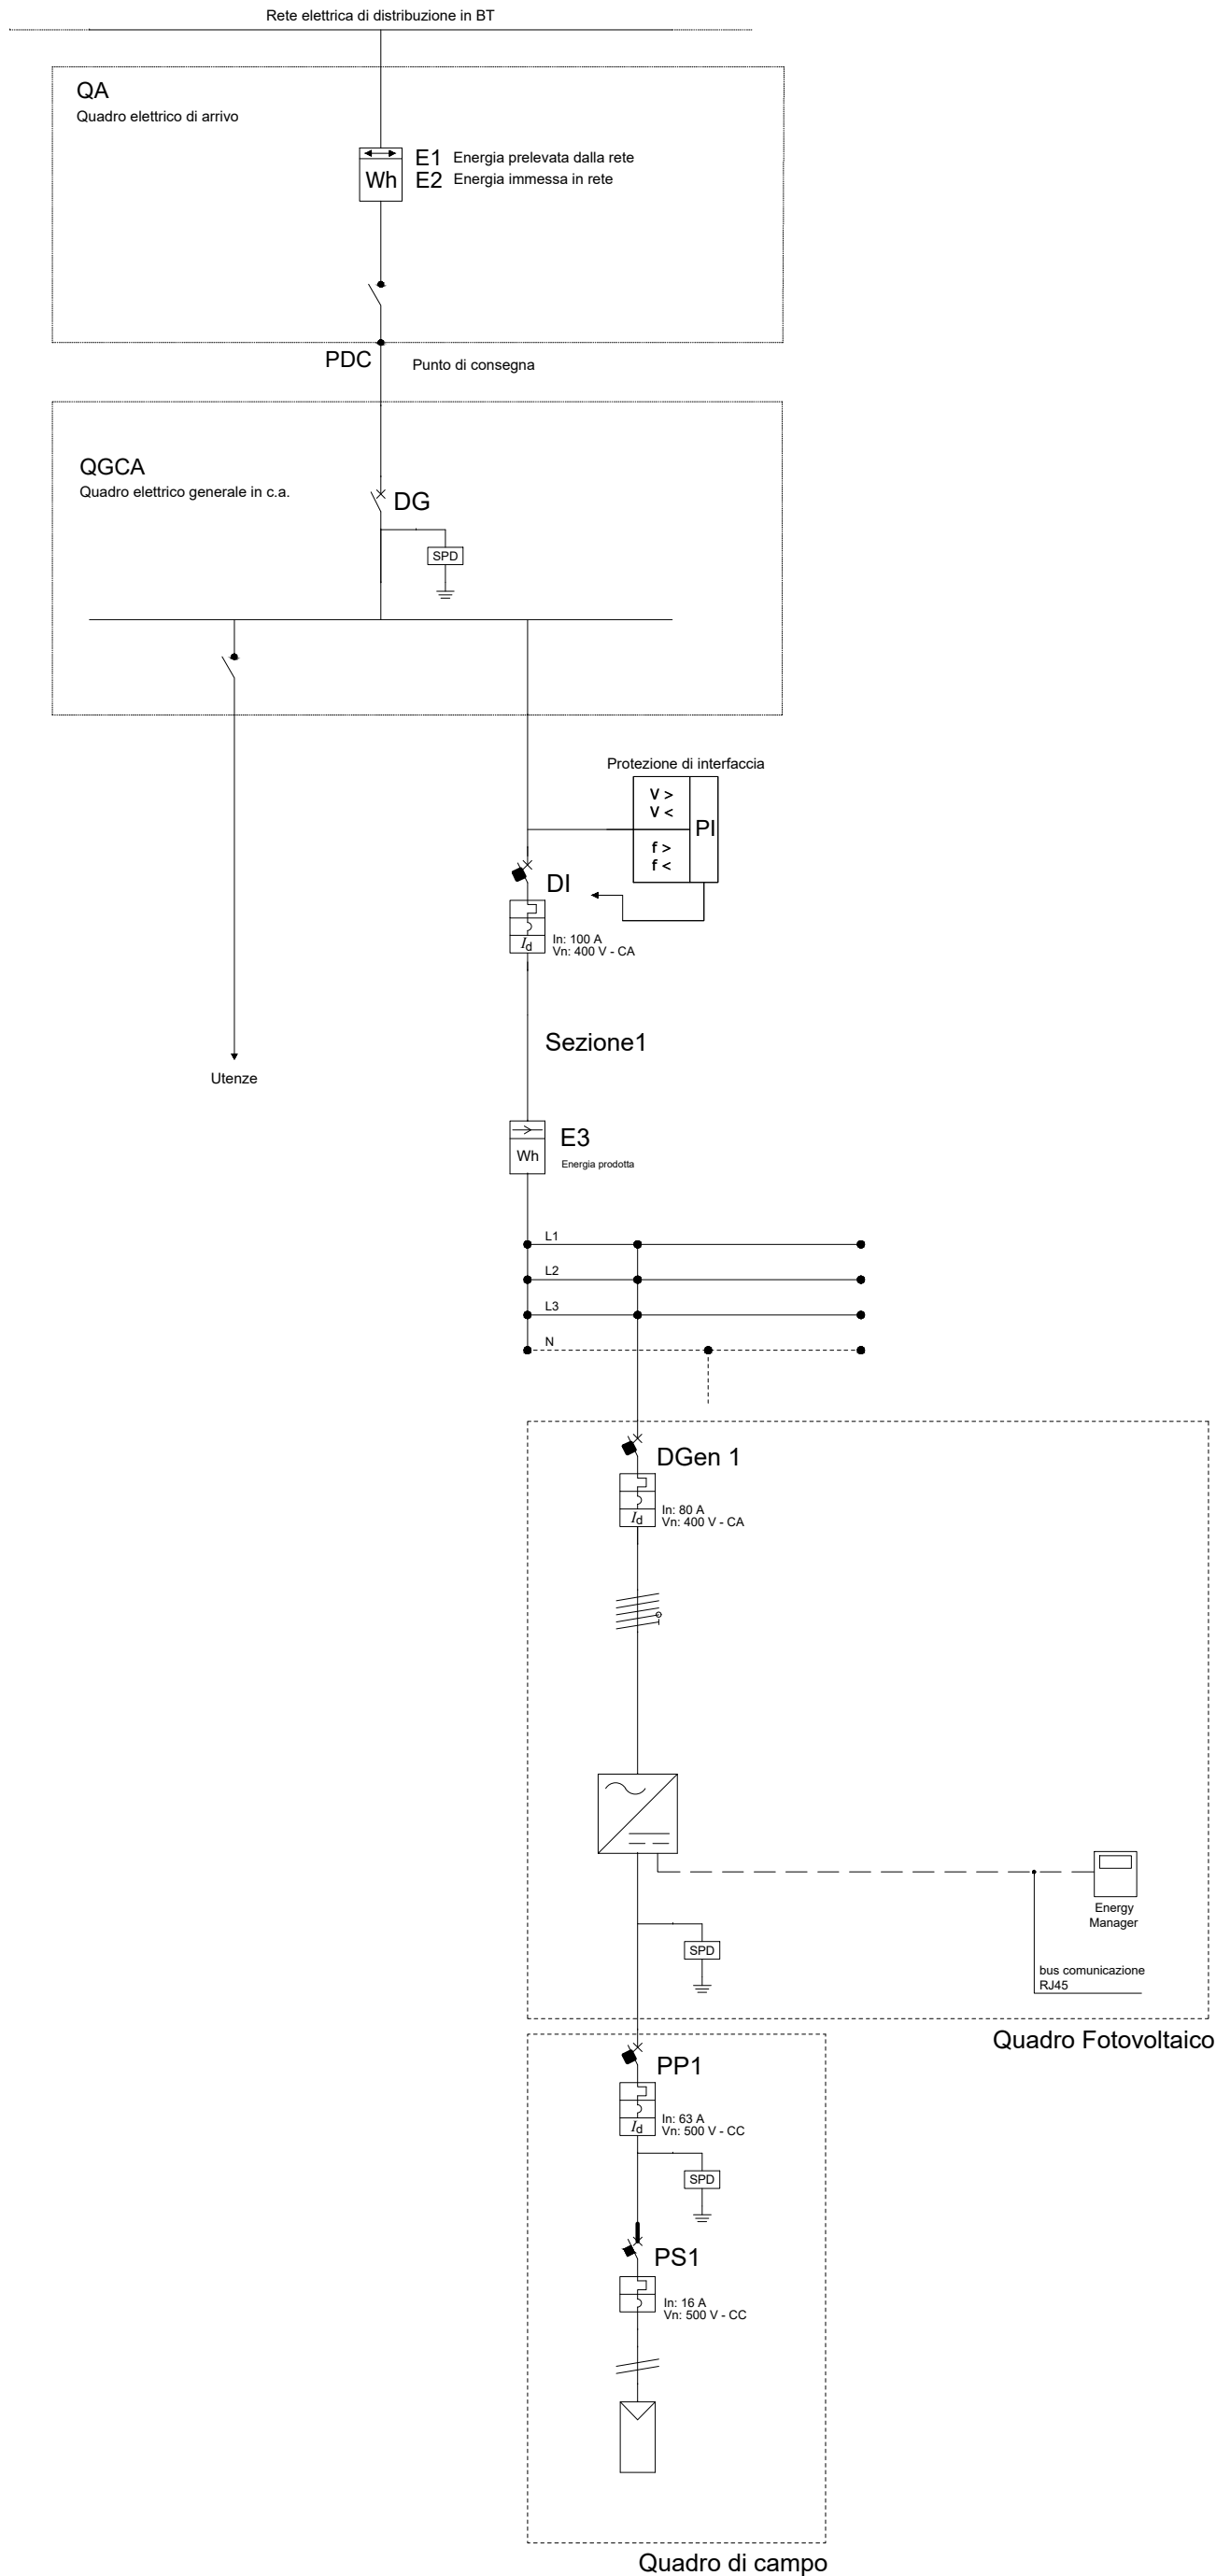 Rete elettrica di distribuzione in BT
QA
Quadro elettrico di arrivo
E1 Energia prelevata dalla rete
Wh E2 Energia immessa in rete
PDC Punto di consegna
QGCA
Quadro elettrico generale in c.a.
DG
SPD
Protezione di interfaccia
V >
V <
PI
f >
f <
DI
Id
In: 100 A
Vn: 400 V - CA
Sezione1
Utenze
E3
Wh
Energia prodotta
L1
L2
L3
N
DGen 1
Id
In: 80 A
Vn: 400 V - CA
Energy
Manager
SPD
bus comunicazione
RJ45
Quadro Fotovoltaico
PP1
Id
In: 63 A
Vn: 500 V - CC
SPD
PS1
In: 16 A
Vn: 500 V - CC
Quadro di campo